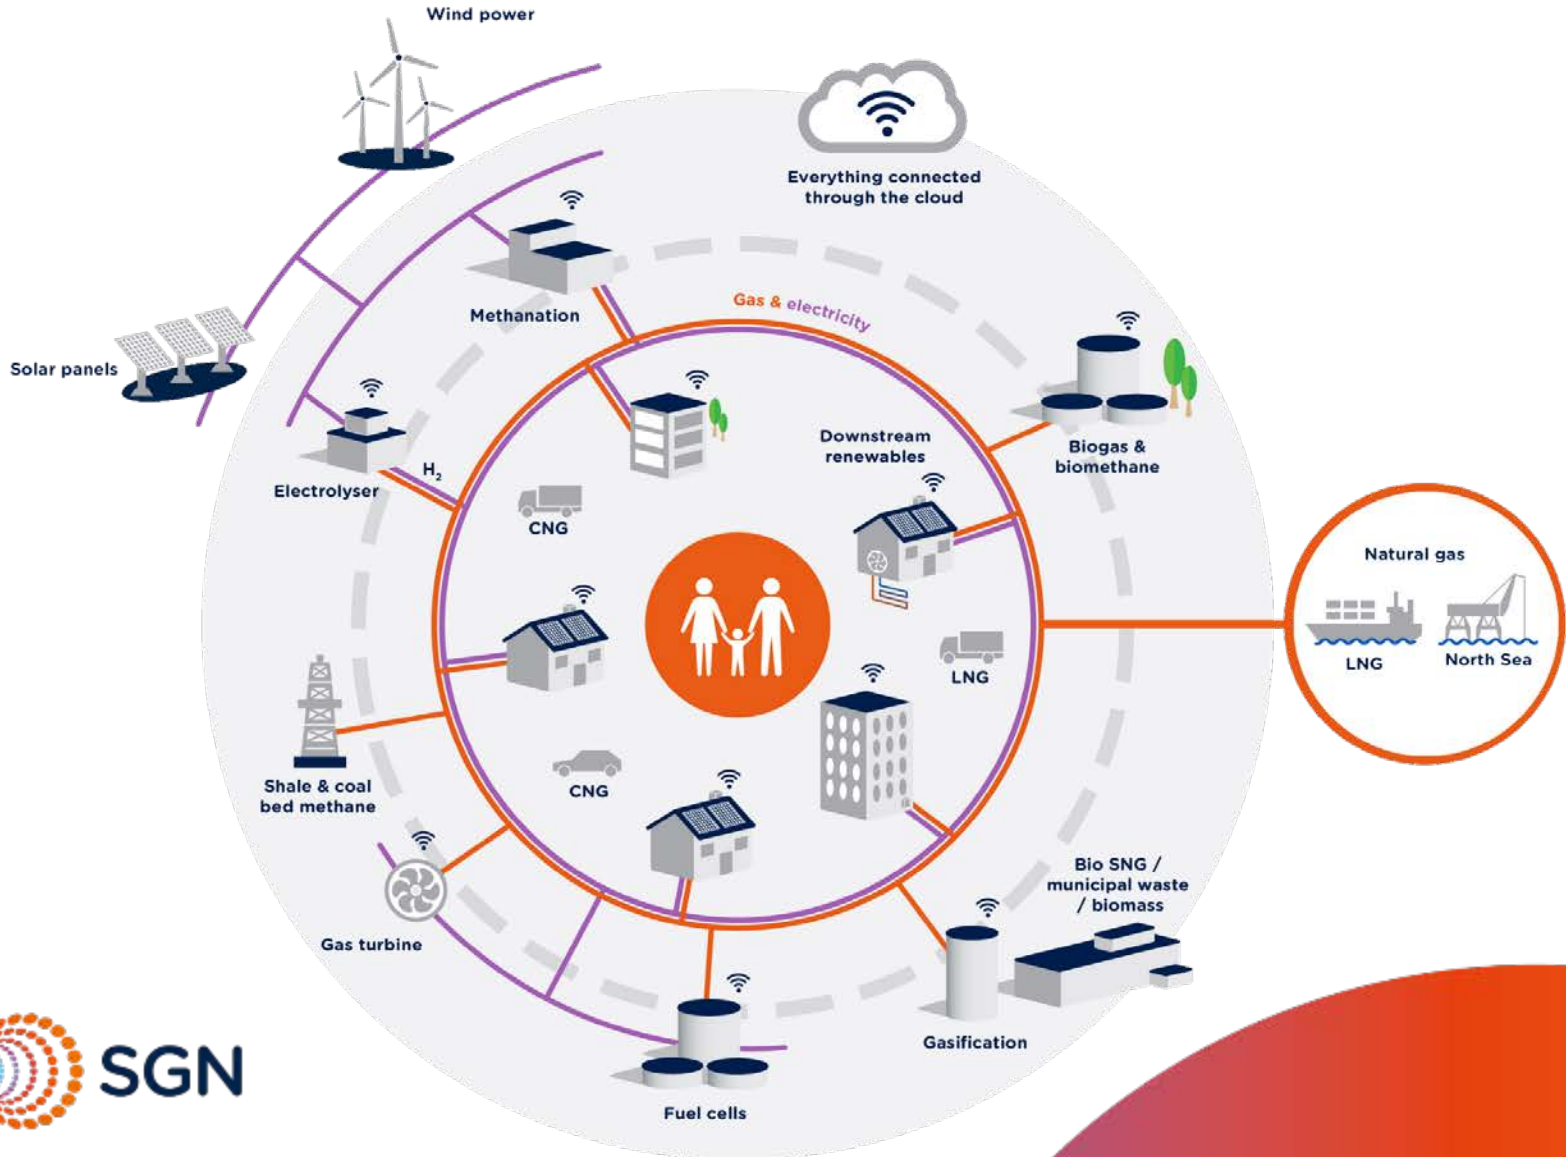 Wind power
Everything connected
through the cloud
Gas & electricity
Methanation
Solar panels
Biogas &
biomethane
Downstream
renewables
H2
Electrolyser
CNG
Natural gas
LNG
North Sea
LNG
Shale & coal
bed methane
CNG
Bio SNG /
municipal waste
/ biomass
Gas turbine
Gasification
SGN
Fuel cells